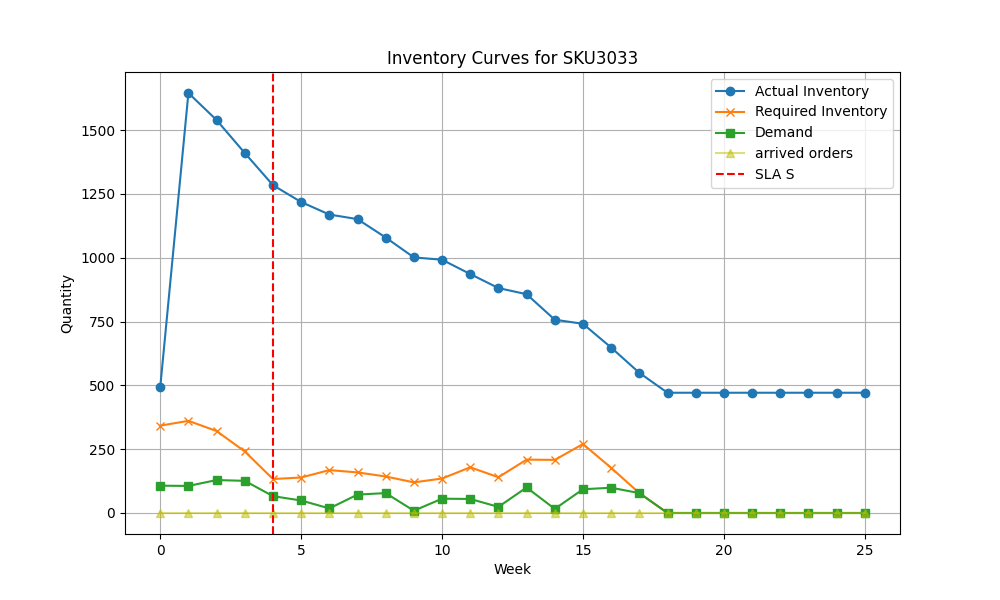 Inventory Curves for SKU3033
Actual Inventory
Required Inventory
Demand
arrived orders
SLA S
Quantity
1500
1250
1000
750
500
250
0
0 5 10 15 20 25
Week